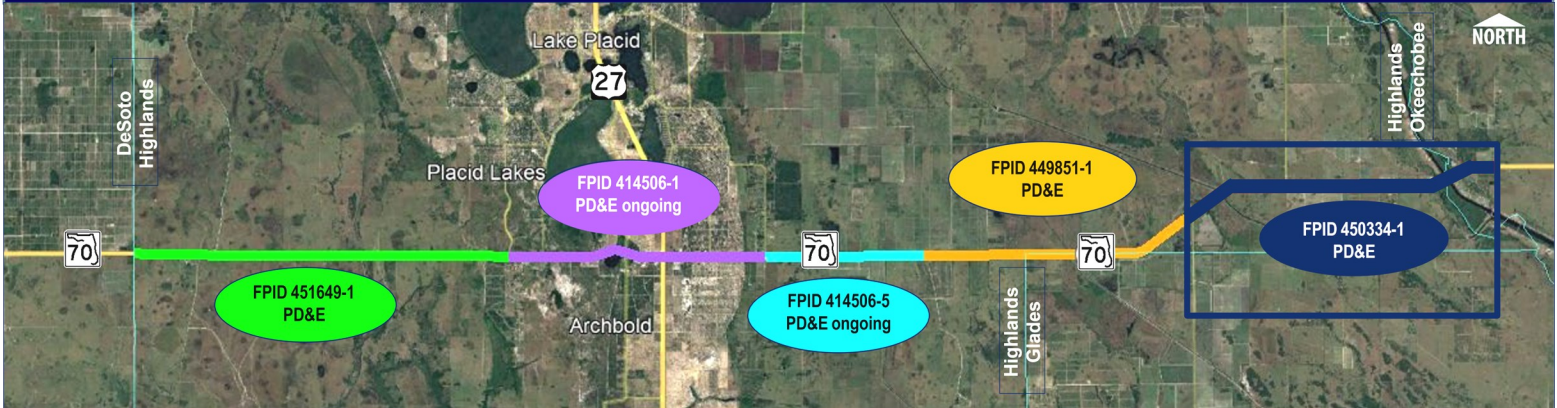 NORTH
Lake Placid
27
DeSoto
Highlands
Highlands
Okeechobee
Placid Lakes
FPID 414506-1
PD&E ongoing
FPID 449851-1
PD&E
70
70
70
FPID 450334-1
PD&E
FPID 451649-1
PD&E
FPID 414506-5
PD&E ongoing
Archbold
Highlands
Glades